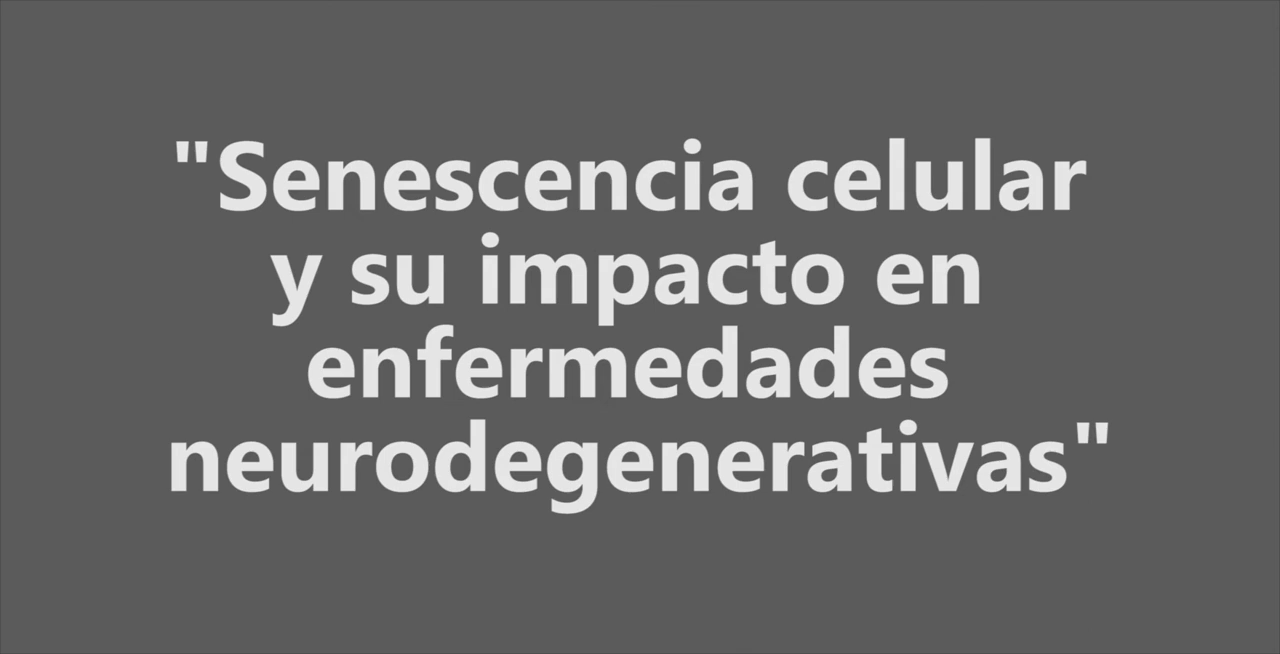 "Senescencia celular
y su impacto en
enfermedades
neurodegenerativas"